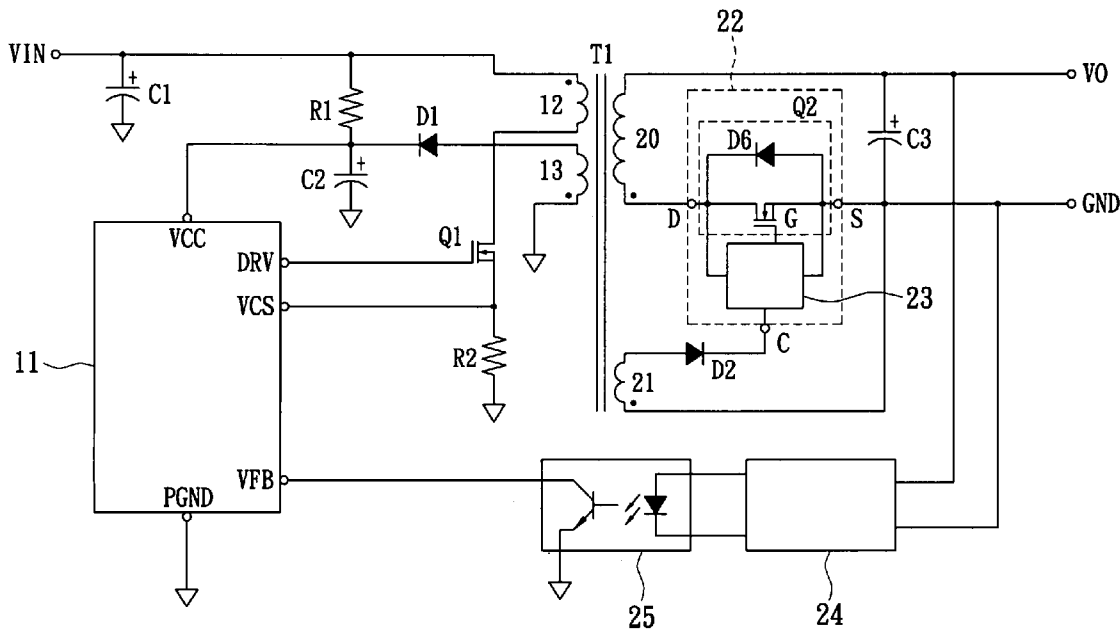 22
VIN
T1
VO
C1
R1
D1
12
Q2
D6
20
C3
C2
13
D
G
S
GND
VCC
Q1
DRV
23
VCS
C
R2
D2
11
21
VFB
PGND
25
24